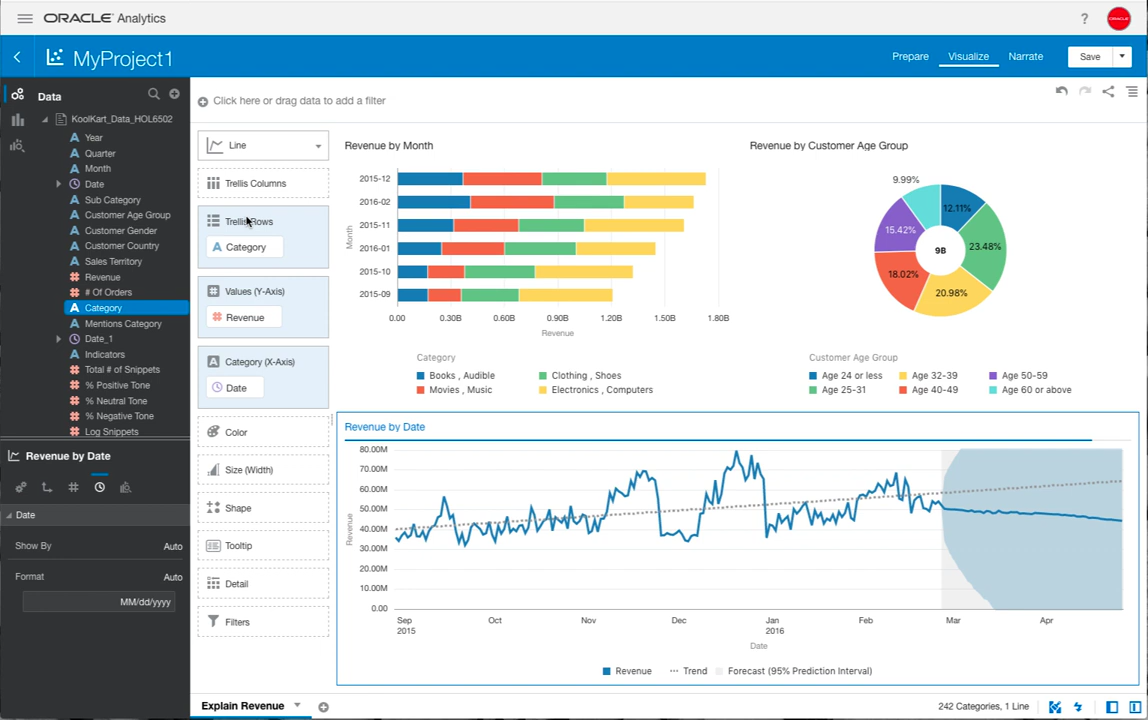 ORACLE Analytics
?
ORACLE
MyProject1
Prepare
Visualize
Narrate
Save
Data
KoolKart_Data_HOL6502
A Year
A Quarter
A Month
Date
A Sub Category
A Customer Age Group
A Customer Gender
A Customer Country
A Sales Territory
# Revenue
# # Of Orders
A Category
A Mentions Category
Date_1
A Indicators
# Total # of Snippets
# % Positive Tone
# % Neutral Tone
# % Negative Tone
# Log Snippets
Revenue by Date
#
Date
Show By Auto
Format Auto
MM/dd/yyyy
Click here or drag data to add a filter
Line
Trellis Columns
Trellis Rows
A Category
# Values (Y-Axis)
# Revenue
A Category (X-Axis)
Date
Color
Size (Width)
Shape
Tooltip
Detail
Filters
Revenue by Month
Month
2015-12
2016-02
2015-11
2016-01
2015-10
2015-09
0.00 0.30B 0.60B 0.90B 1.20B 1.50B 1.80B
Revenue
Category
Books , Audible
Clothing , Shoes
Movies , Music
Electronics , Computers
Revenue by Customer Age Group
9.99%
12.11%
15.42%
23.48%
9B
18.02%
20.98%
Customer Age Group
Age 24 or less
Age 32-39
Age 50-59
Age 25-31
Age 40-49
Age 60 or above
Revenue by Date
Revenue
80.00M
70.00M
60.00M
50.00M
40.00M
30.00M
20.00M
10.00M
0.00
Sep Oct Nov Dec Jan Feb Mar Apr
2015 2016
Date
Revenue
Trend
Forecast (95% Prediction Interval)
Explain Revenue
242 Categories, 1 Line